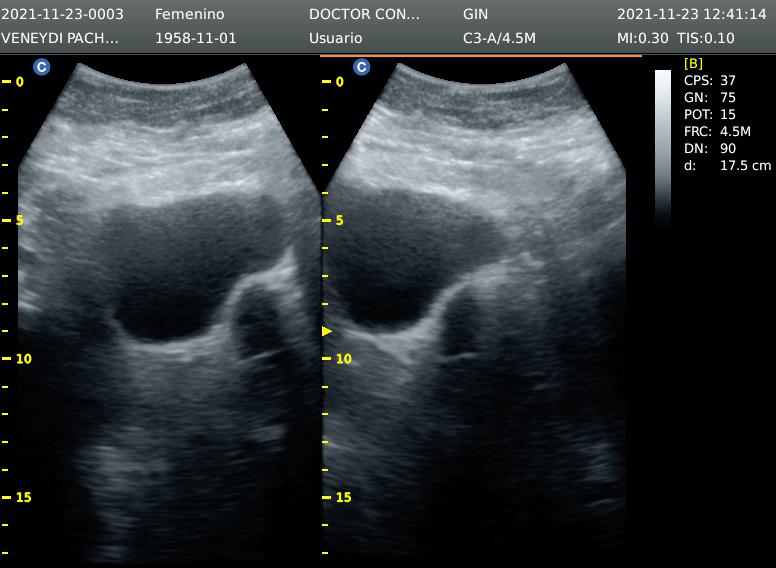 2021-11-23-0003 Femenino DOCTOR CON... GIN 2021-11-23 12:41:14
VENEYDI PACH... 1958-11-01 Usuario C3-A/4.5M MI:0.30 TIS:0.10
C C [B]
0 0 CPS: 37
GN: 75
POT: 15
FRC: 4.5M
DN: 90
d: 17.5 cm
5 5
10 10
15 15